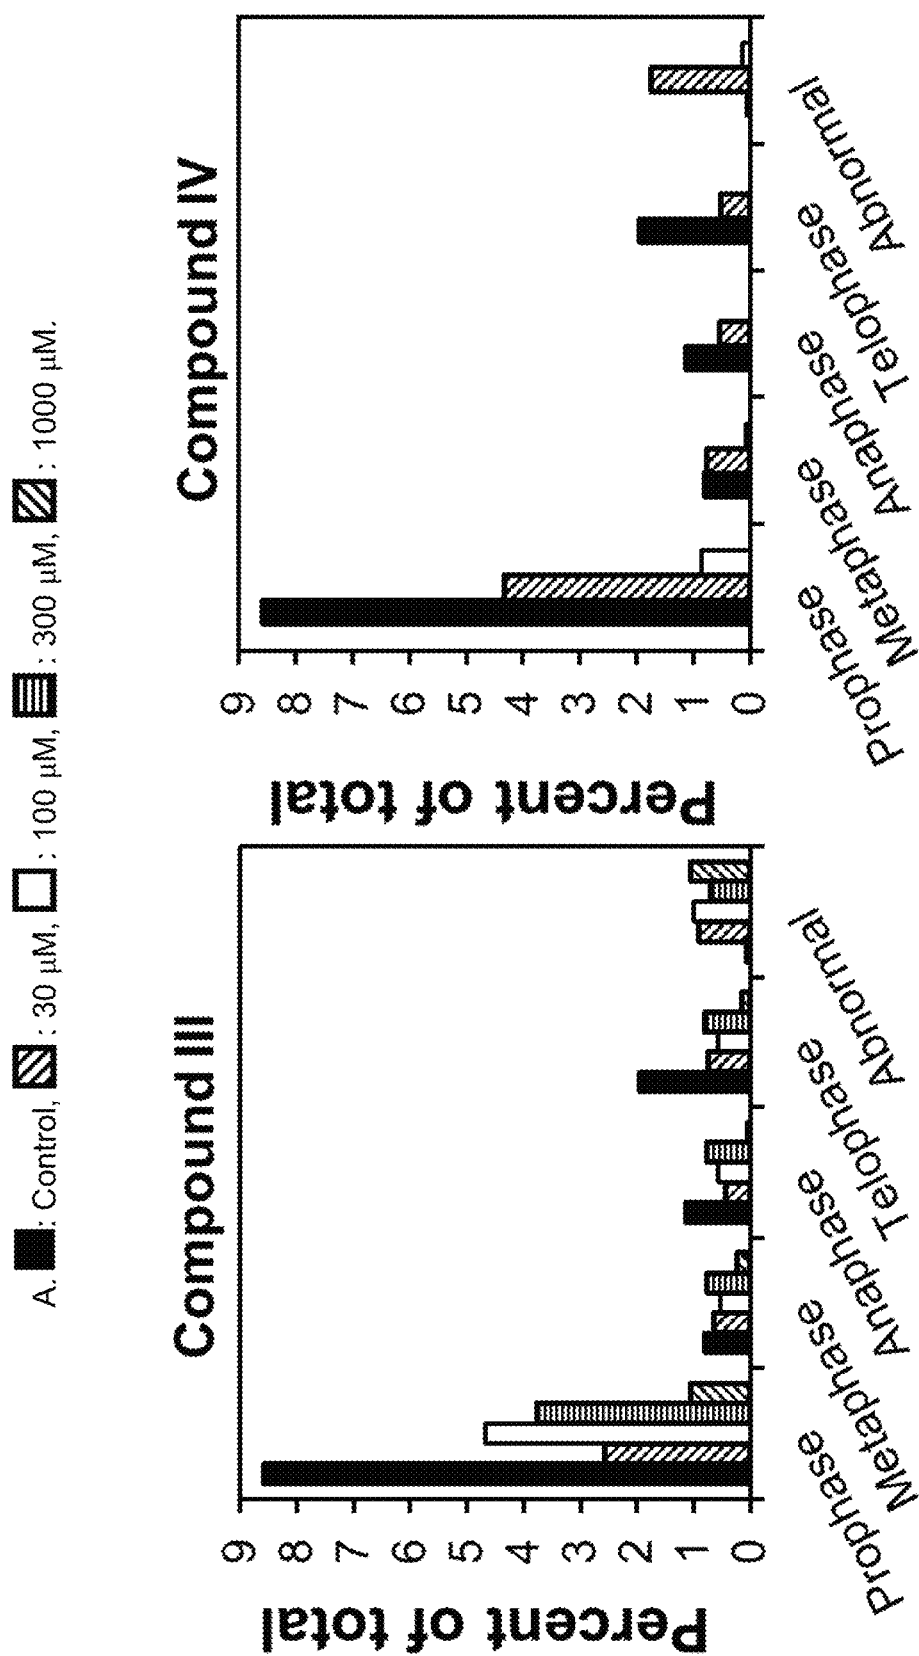 A. : Control, : 30 µM, : 100 µM, : 300 µM, : 1000 µM.
Compound III
Percent of total
9
8
7
6
5
4
3
2
1
0
Prophase
Metaphase
Anaphase
Telophase
Abnormal
Compound IV
Percent of total
9
8
7
6
5
4
3
2
1
0
Prophase
Metaphase
Anaphase
Telophase
Abnormal